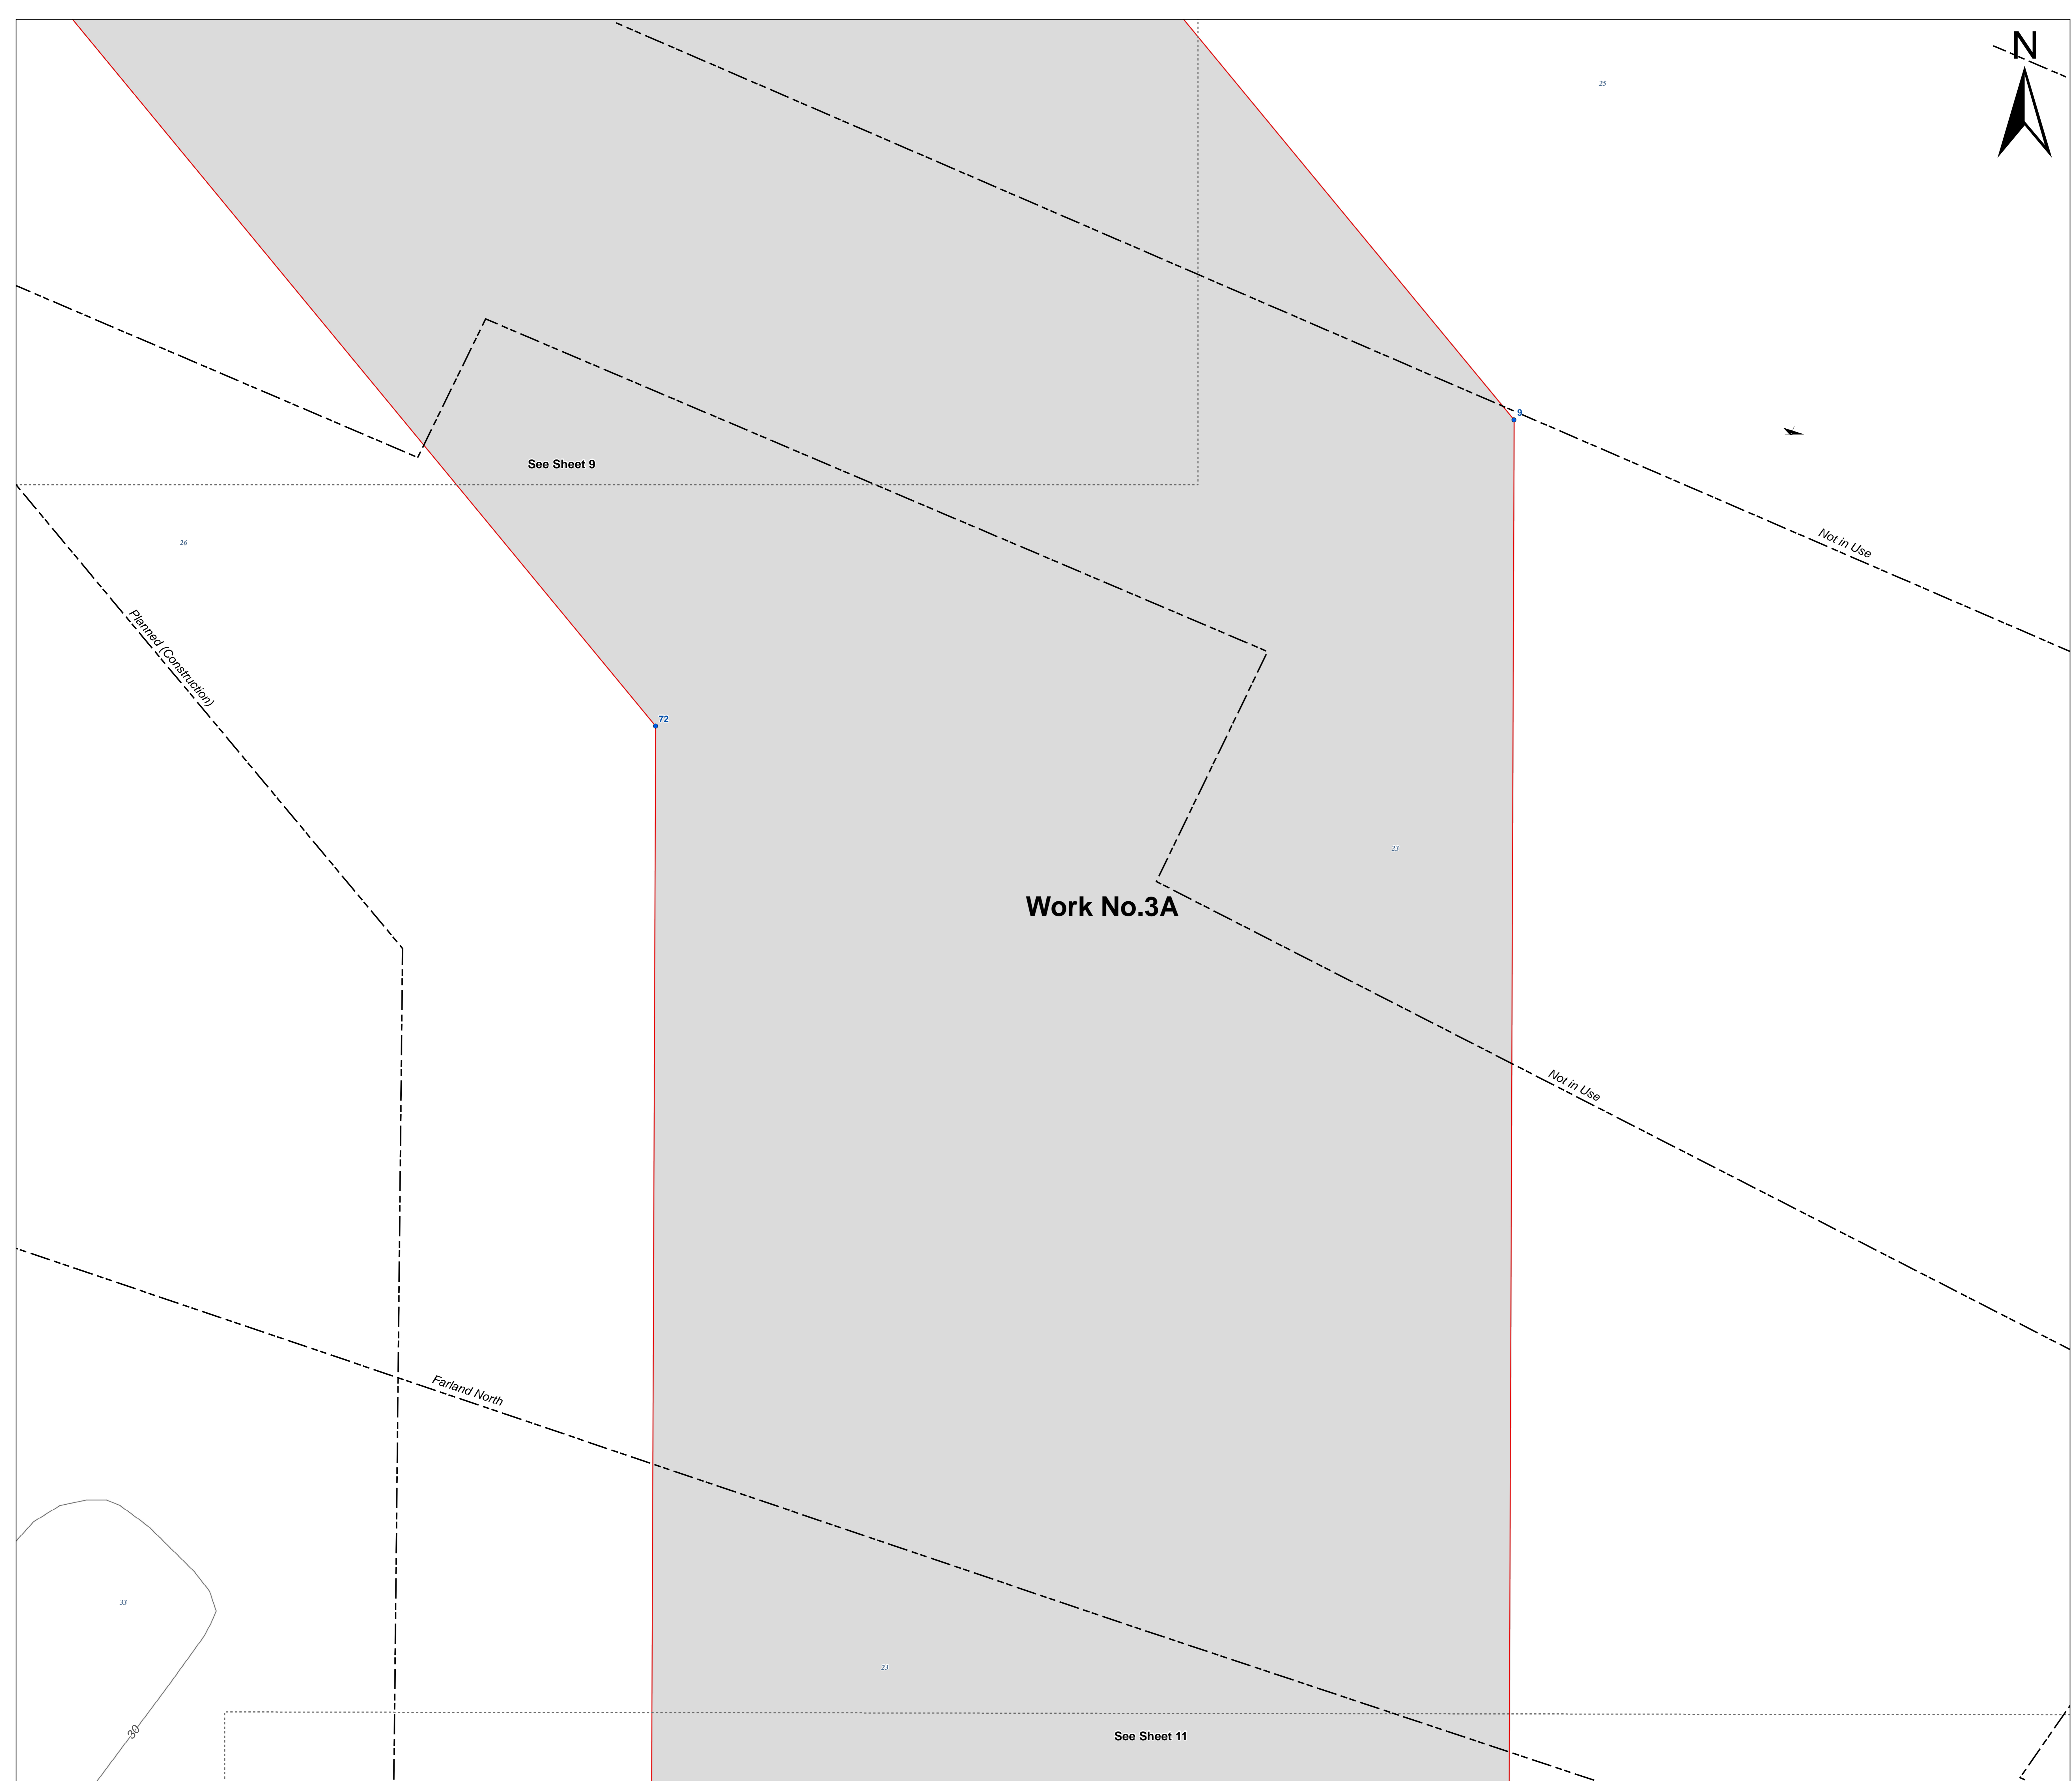 N
25
9
See Sheet 9
Not in Use
26
Planned (Construction)
72
23
Work No.3A
Not in Use
Farland North
33
23
30
See Sheet 11